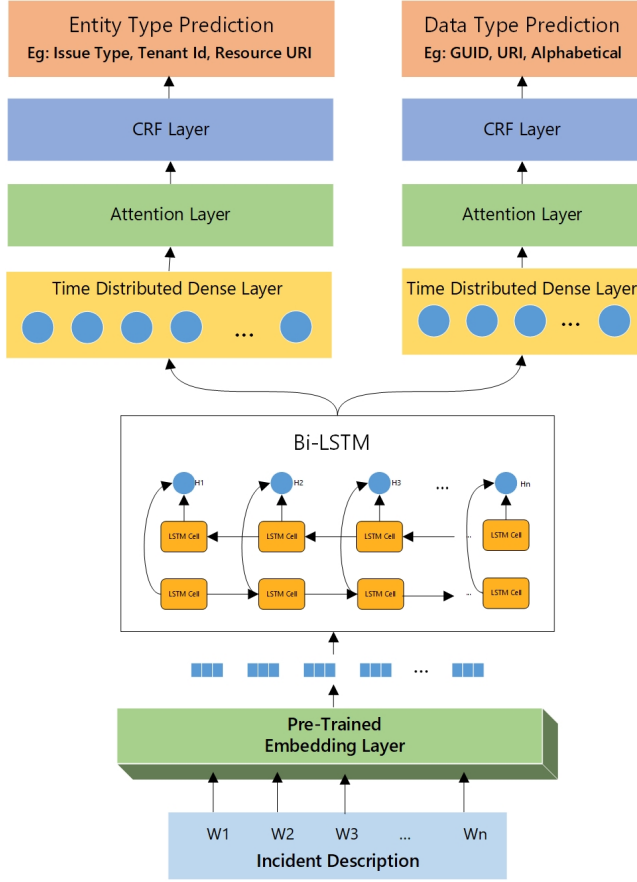 Entity Type Prediction
Eg: Issue Type, Tenant Id, Resource URI
Data Type Prediction
Eg: GUID, URI, Alphabetical
CRF Layer
CRF Layer
Attention Layer
Attention Layer
Time Distributed Dense Layer
...
Time Distributed Dense Layer
...
Bi-LSTM
H1
H2
H3
...
Hn
LSTM Cell
LSTM Cell
LSTM Cell
...
LSTM Cell
LSTM Cell
LSTM Cell
LSTM Cell
...
LSTM Cell
...
Pre-Trained
Embedding Layer
W1 W2 W3 ... Wn
Incident Description